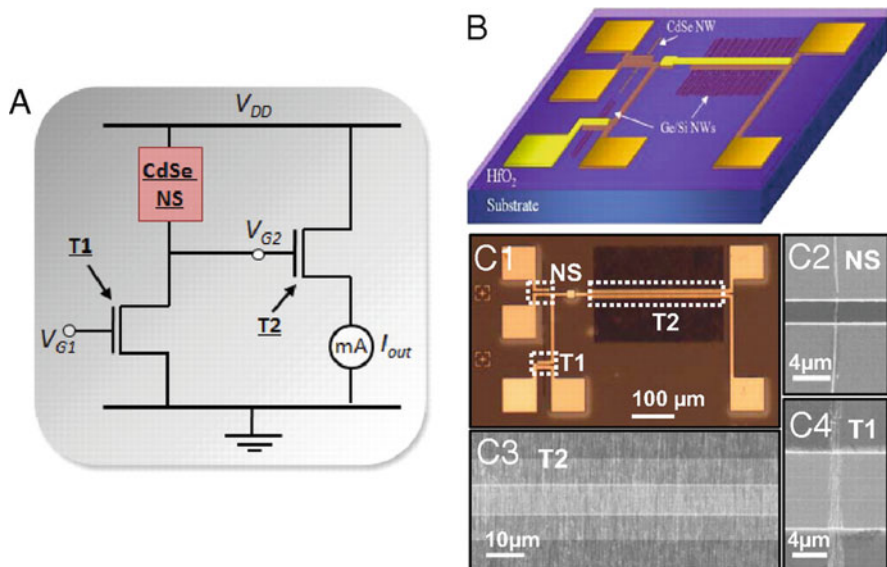 A
V_DD
CdSe
NS
T1
V_G2
V_G1
T2
mA
I_out
B
CdSe NW
Ge/Si NWs
HfO₂
Substrate
C1
NS
T2
T1
100 µm
C2
NS
4µm
C3
T2
10µm
C4
T1
4µm